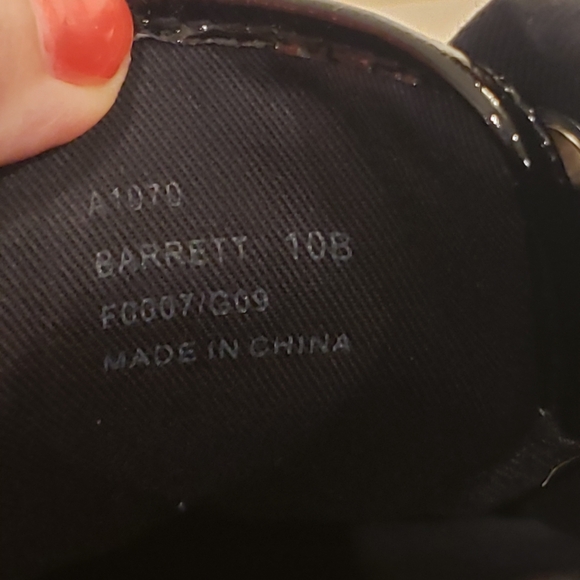 A1070
BARRETT 10B
F0007/G09
MADE IN CHINA